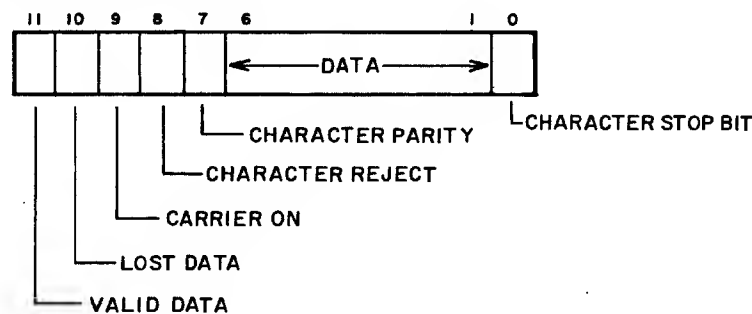 11 10 9 8 7 6 1 0
DATA
CHARACTER STOP BIT
CHARACTER PARITY
CHARACTER REJECT
CARRIER ON
LOST DATA
VALID DATA